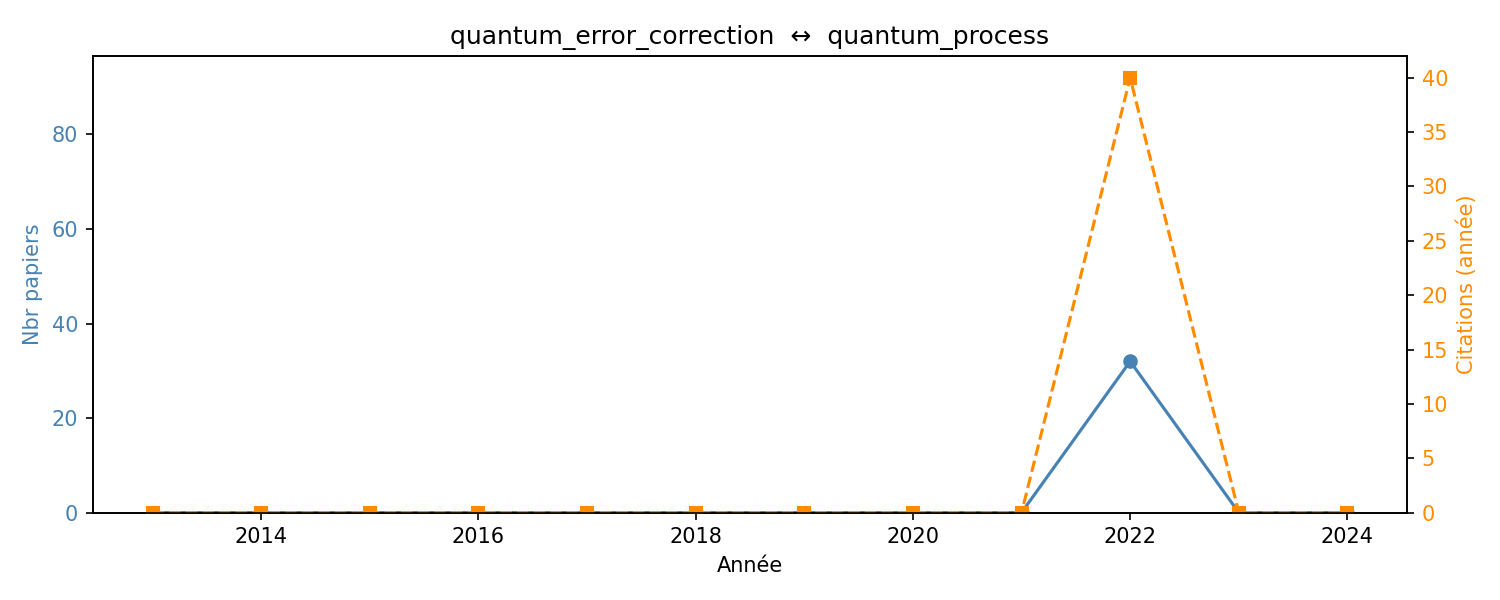 quantum_error_correction ↔ quantum_process
80
60
40
20
0
Nbr papiers
40
35
30
25
20
15
10
5
0
Citations (année)
2014 2016 2018 2020 2022 2024
Année